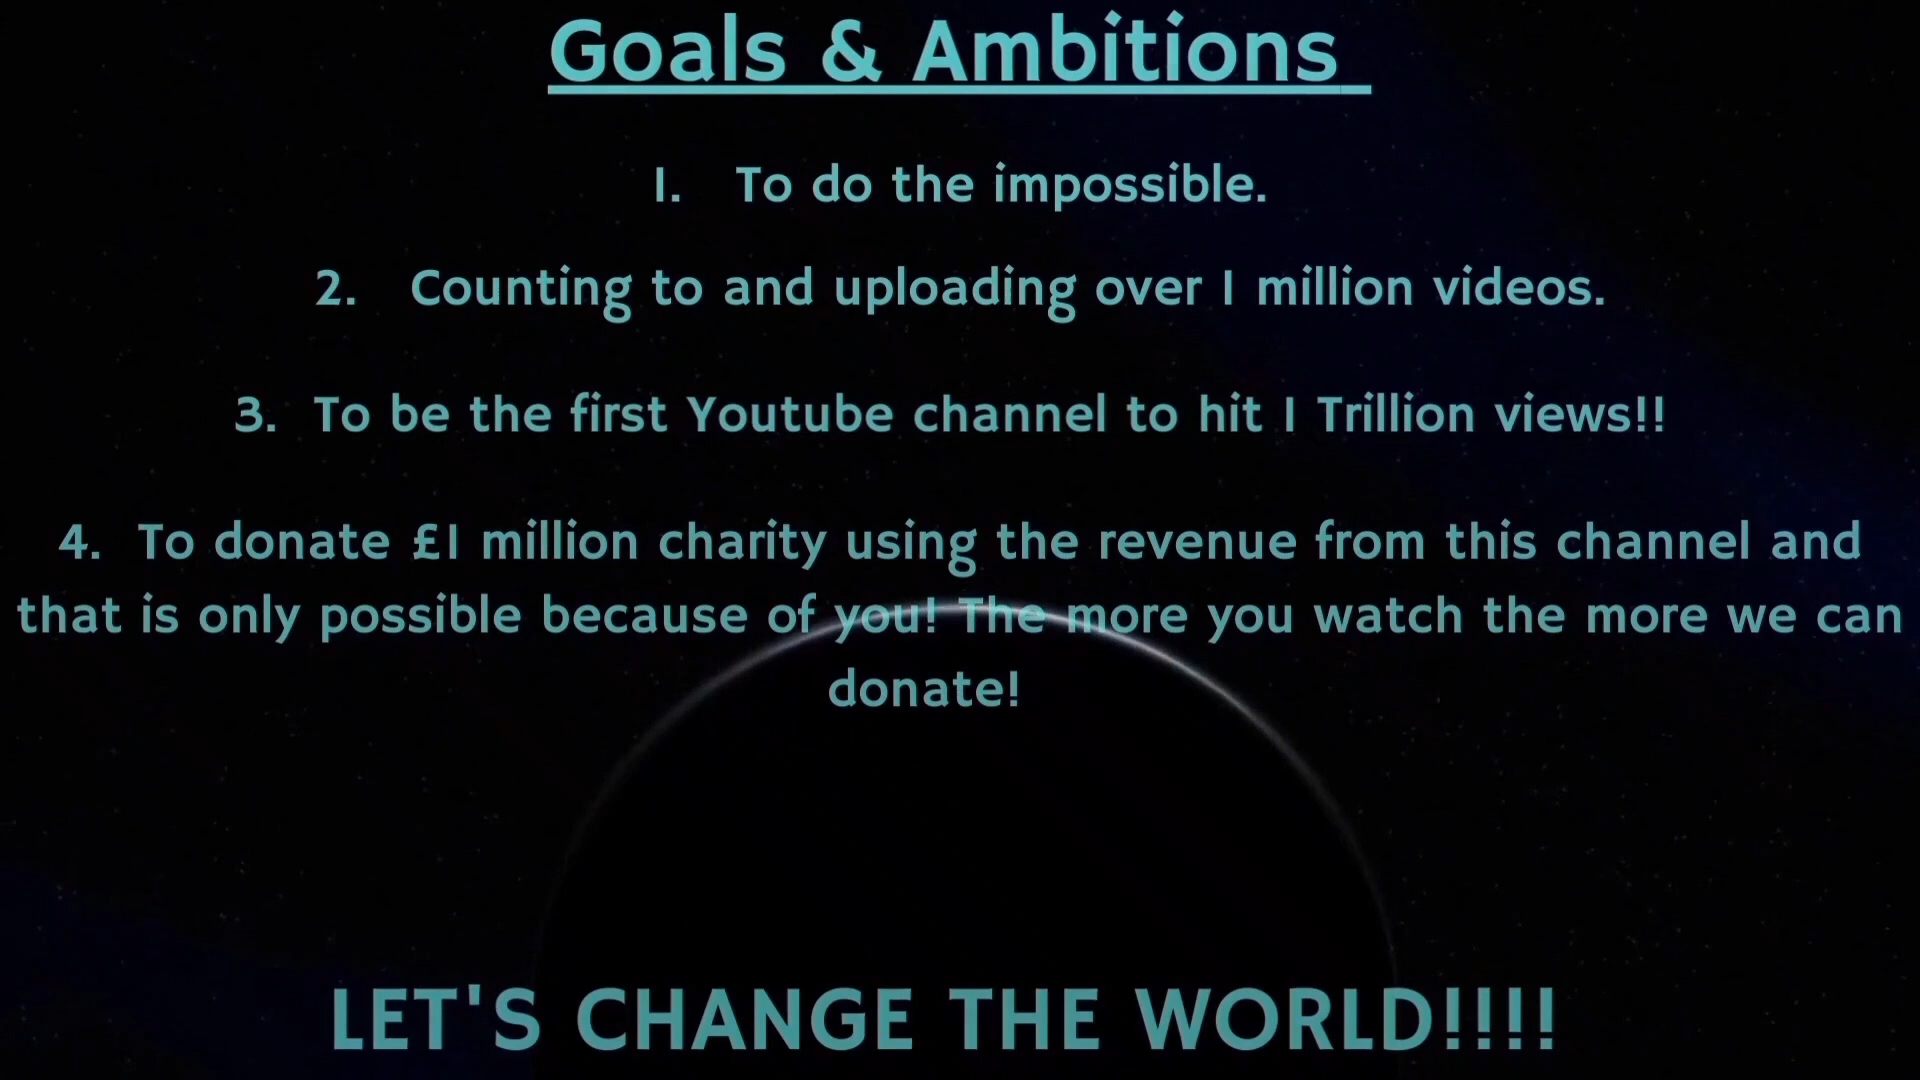 Goals & Ambitions
1. To do the impossible.
2. Counting to and uploading over 1 million videos.
3. To be the first Youtube channel to hit 1 Trillion views!!
4. To donate £1 million charity using the revenue from this channel and
that is only possible because of you! The more you watch the more we can
donate!
LET'S CHANGE THE WORLD!!!!